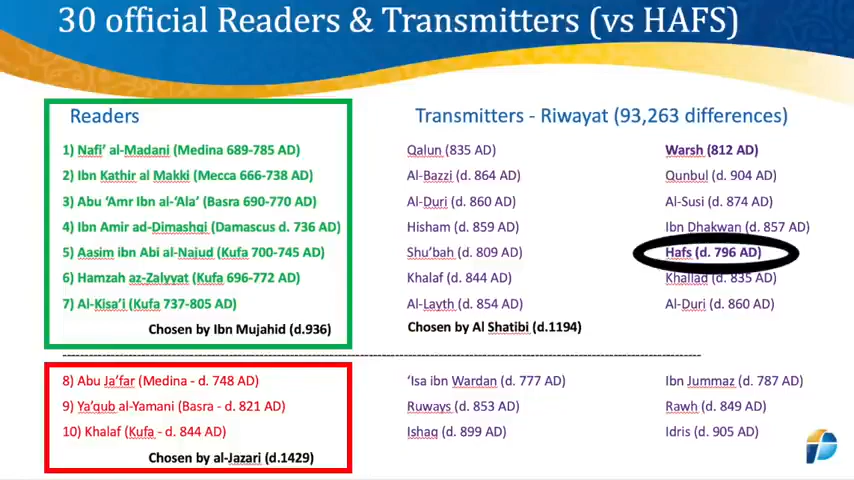 30 official Readers & Transmitters (vs HAFS)
Readers Transmitters - Riwayat (93,263 differences)
1) Nafi' al-Madani (Medina 689-785 AD) Qalun (835 AD) Warsh (812 AD)
2) Ibn Kathir al Makki (Mecca 666-738 AD) Al-Bazzi (d. 864 AD) Qunbul (d. 904 AD)
3) Abu 'Amr Ibn al-'Ala' (Basra 690-770 AD) Al-Duri (d. 860 AD) Al-Susi (d. 874 AD)
4) Ibn Amir ad-Dimashqi (Damascus d. 736 AD) Hisham (d. 859 AD) Ibn Dhakwan (d. 857 AD)
5) Aasim ibn Abi al-Najud (Kufa 700-745 AD) Shu'bah (d. 809 AD) Hafs (d. 796 AD)
6) Hamzah az-Zalyyat (Kufa 696-772 AD) Khalaf (d. 844 AD) Khallad (d. 835 AD)
7) Al-Kisa'i (Kufa 737-805 AD) Al-Layth (d. 854 AD) Al-Duri (d. 860 AD)
Chosen by Ibn Mujahid (d.936) Chosen by Al Shatibi (d.1194)
8) Abu Ja'far (Medina - d. 748 AD) 'Isa ibn Wardan (d. 777 AD) Ibn Jummaz (d. 787 AD)
9) Ya'qub al-Yamani (Basra - d. 821 AD) Ruways (d. 853 AD) Rawh (d. 849 AD)
10) Khalaf (Kufa - d. 844 AD) Ishaq (d. 899 AD) Idris (d. 905 AD)
Chosen by al-Jazari (d.1429)